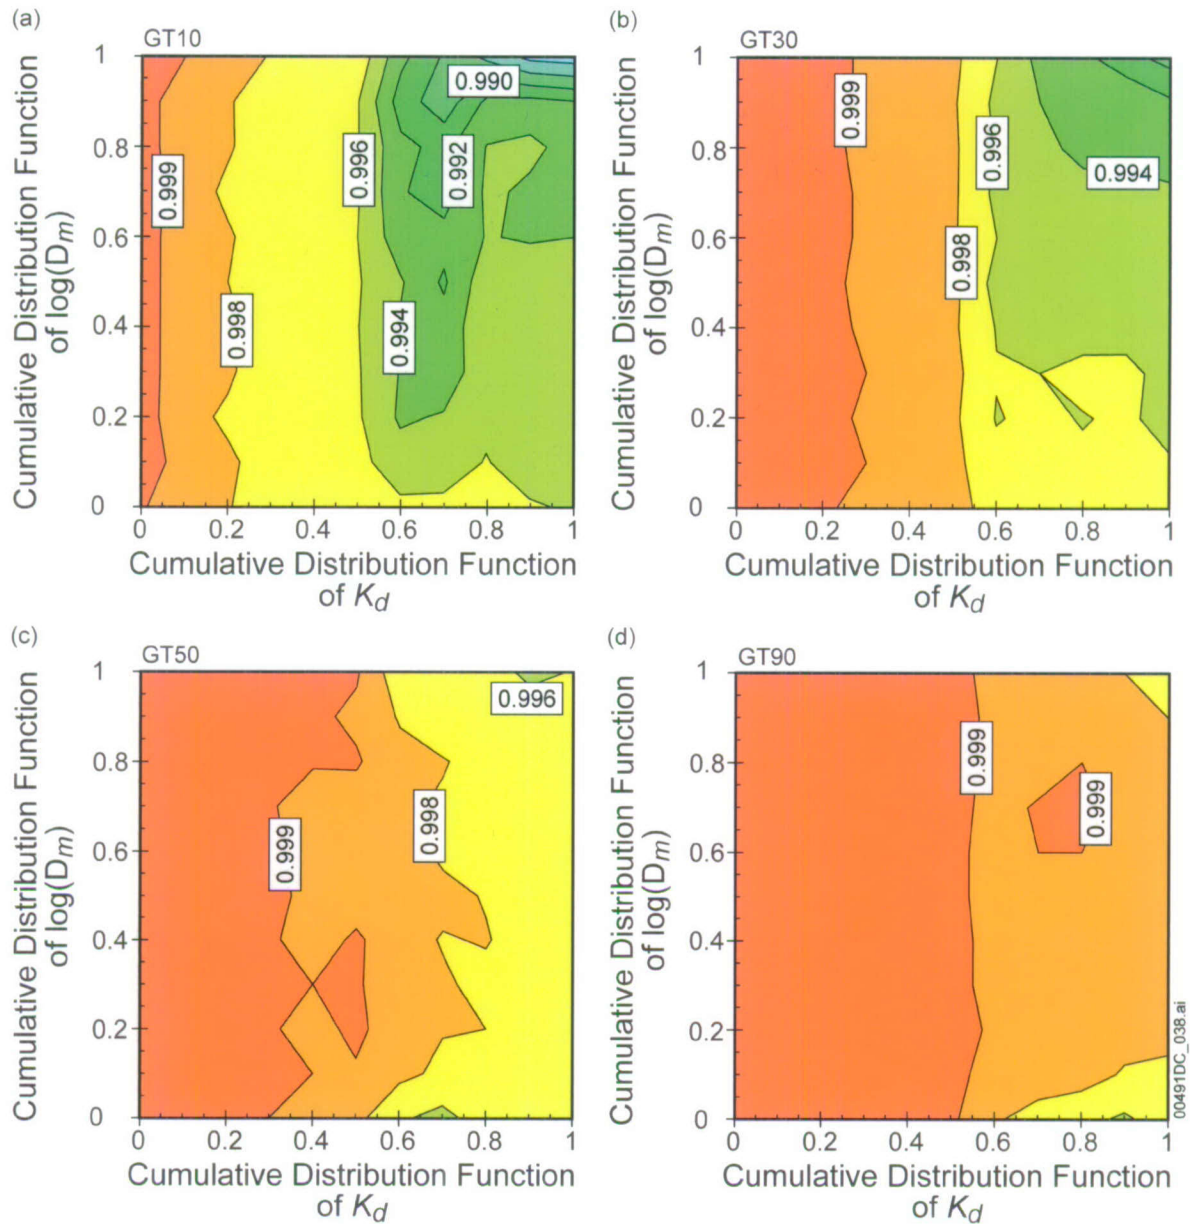 (a)
GT10
Cumulative Distribution Function
of log(Dm)
1
0.8
0.6
0.4
0.2
0
0.999
0.998
0.996
0.994
0.992
0.990
0 0.2 0.4 0.6 0.8 1
Cumulative Distribution Function
of Kd
(b)
GT30
Cumulative Distribution Function
of log(Dm)
1
0.8
0.6
0.4
0.2
0
0.999
0.998
0.996
0.994
0 0.2 0.4 0.6 0.8 1
Cumulative Distribution Function
of Kd
(c)
GT50
Cumulative Distribution Function
of log(Dm)
1
0.8
0.6
0.4
0.2
0
0.999
0.998
0.996
0 0.2 0.4 0.6 0.8 1
Cumulative Distribution Function
of Kd
(d)
GT90
Cumulative Distribution Function
of log(Dm)
1
0.8
0.6
0.4
0.2
0
0.999
0.999
0 0.2 0.4 0.6 0.8 1
Cumulative Distribution Function
of Kd
00491DC_038.ai